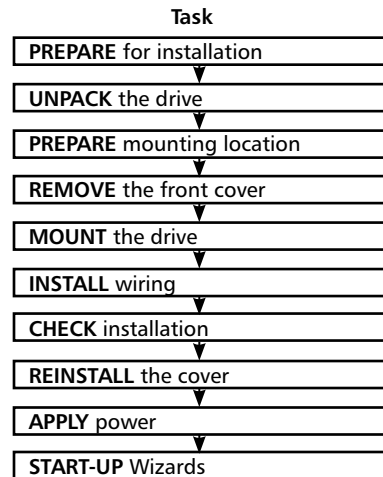 Task
PREPARE for installation
UNPACK the drive
PREPARE mounting location
REMOVE the front cover
MOUNT the drive
INSTALL wiring
CHECK installation
REINSTALL the cover
APPLY power
START-UP Wizards